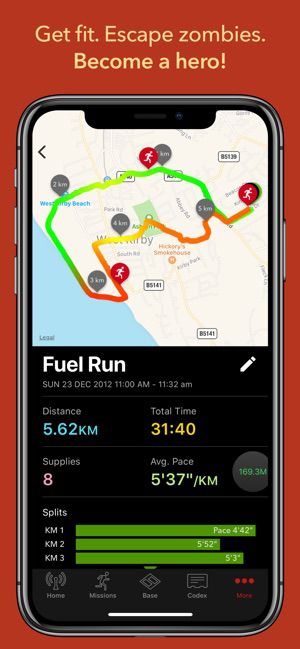 Get fit. Escape zombies.
Become a hero!
B5139
km
2 km
West Kirby Beach
Park Rd
Abbey Rd
4 km
5 km
West Kirby
South Rd
Hickory's
Smokehouse
Kirby Park
3 km
B5141
B5141
Legal
Fuel Run
SUN 23 DEC 2012 11:00 AM - 11:32 am
Distance
Total Time
5.62KM
31:40
Supplies
Avg. Pace
8
5'37"/KM
169.3M
Splits
KM 1
Pace 4'42"
KM 2
5'52"
KM 3
5'3"
Home
Missions
Base
Codex
More